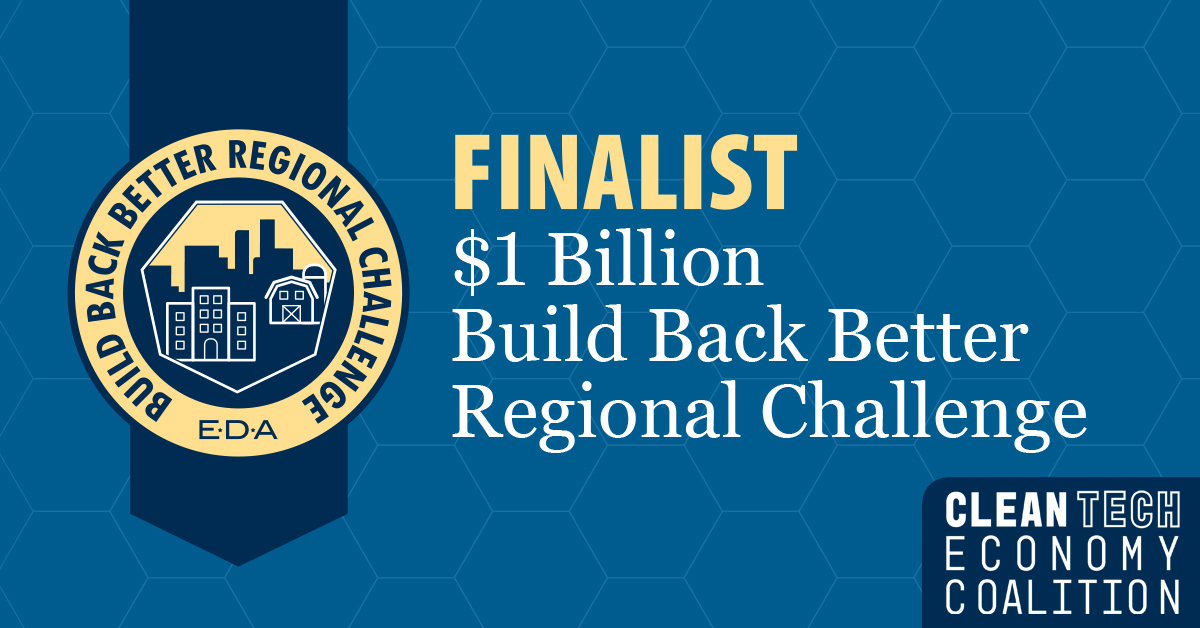 BUILD BACK BETTER REGIONAL CHALLENGE
E·D·A
FINALIST
$1 Billion
Build Back Better
Regional Challenge
CLEAN TECH
ECONOMY
COALITION